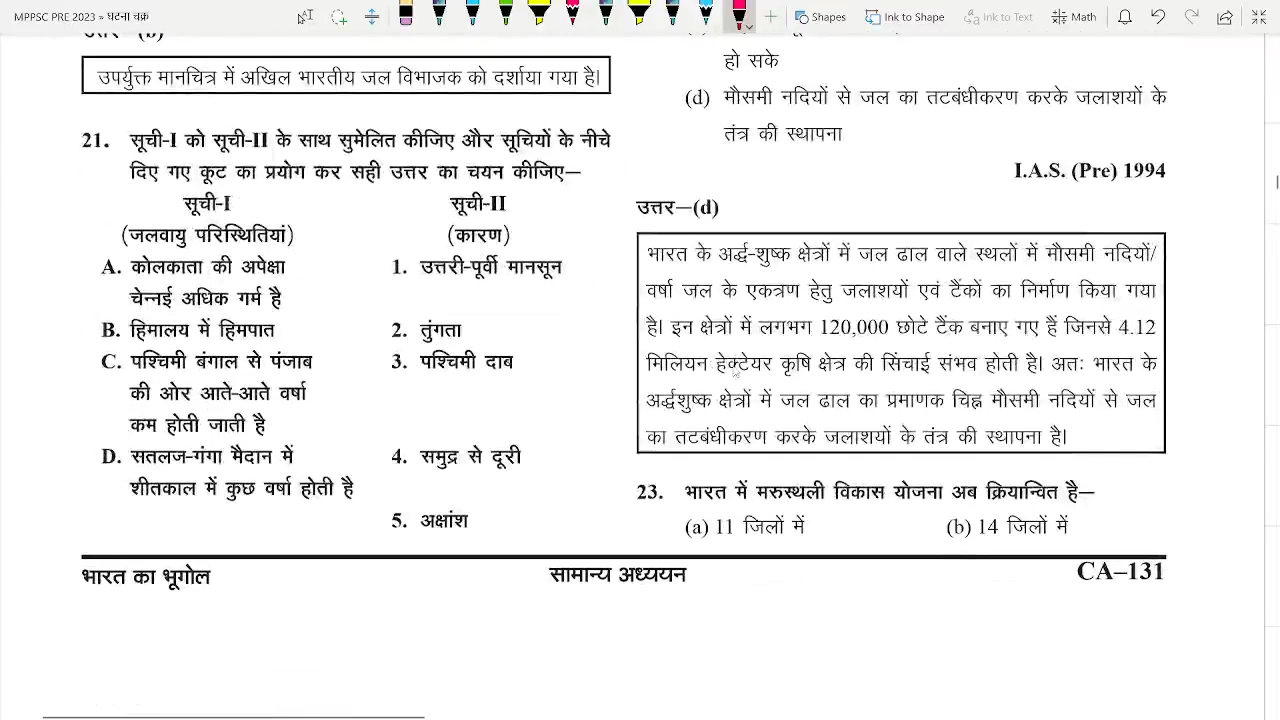 MPPSC PRE 2023 » घटना चक्र
Shapes
Ink to Shape
Ink to Text
Math
उत्तर—(b)
उपर्युक्त मानचित्र में अखिल भारतीय जल विभाजक को दर्शाया गया है।
21. सूची-I को सूची-II के साथ सुमेलित कीजिए और सूचियों के नीचे
दिए गए कूट का प्रयोग कर सही उत्तर का चयन कीजिए—
सूची-I सूची-II
(जलवायु परिस्थितियां) (कारण)
A. कोलकाता की अपेक्षा 1. उत्तरी-पूर्वी मानसून
चेन्नई अधिक गर्म है
B. हिमालय में हिमपात 2. तुंगता
C. पश्चिमी बंगाल से पंजाब 3. पश्चिमी दाब
की ओर आते-आते वर्षा
कम होती जाती है
D. सतलज-गंगा मैदान में 4. समुद्र से दूरी
शीतकाल में कुछ वर्षा होती है
5. अक्षांश
हो सके
(d) मौसमी नदियों से जल का तटबंधीकरण करके जलाशयों के
तंत्र की स्थापना
I.A.S. (Pre) 1994
उत्तर—(d)
भारत के अर्द्ध-शुष्क क्षेत्रों में जल ढाल वाले स्थलों में मौसमी नदियों/
वर्षा जल के एकत्रण हेतु जलाशयों एवं टैंकों का निर्माण किया गया
है। इन क्षेत्रों में लगभग 120,000 छोटे टैंक बनाए गए हैं जिनसे 4.12
मिलियन हेक्टेयर कृषि क्षेत्र की सिंचाई संभव होती है। अतः भारत के
अर्द्धशुष्क क्षेत्रों में जल ढाल का प्रमाणक चिह्न मौसमी नदियों से जल
का तटबंधीकरण करके जलाशयों के तंत्र की स्थापना है।
23. भारत में मरुस्थली विकास योजना अब क्रियान्वित है—
(a) 11 जिलों में (b) 14 जिलों में
भारत का भूगोल सामान्य अध्ययन CA–131